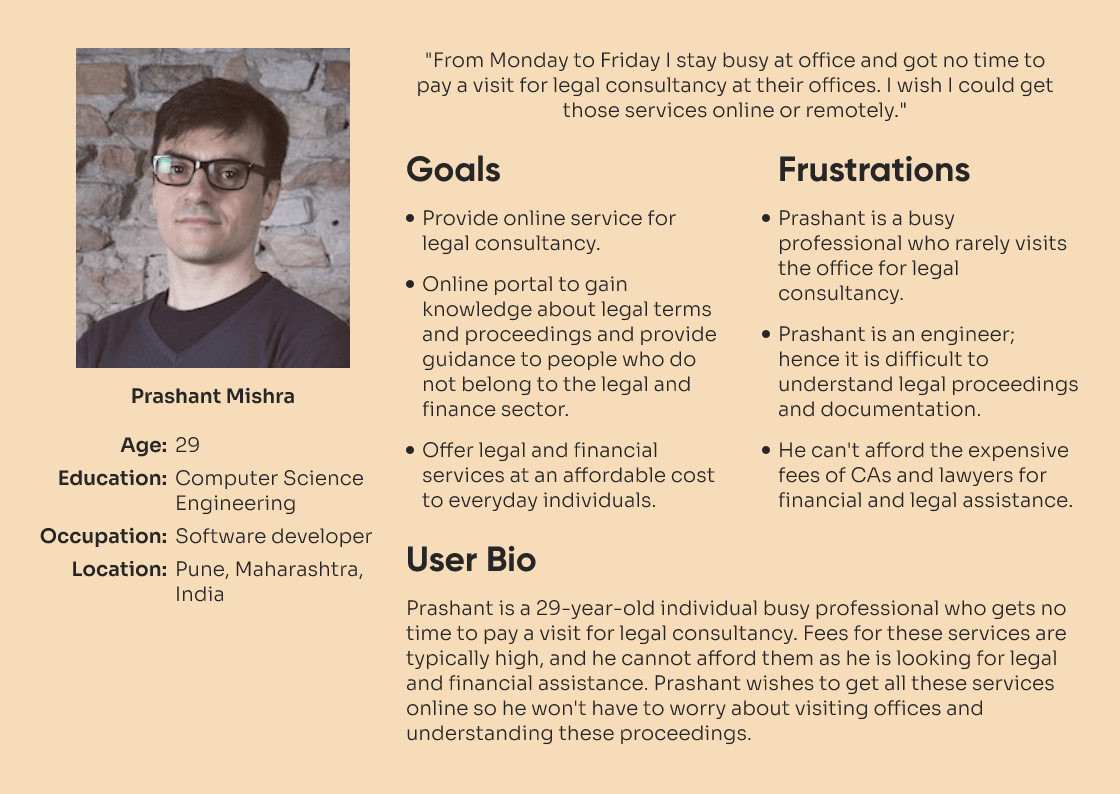 "From Monday to Friday I stay busy at office and got no time to
pay a visit for legal consultancy at their offices. I wish I could get
those services online or remotely."
Prashant Mishra
Age: 29
Education: Computer Science
Engineering
Occupation: Software developer
Location: Pune, Maharashtra,
India
Goals
• Provide online service for
legal consultancy.
• Online portal to gain
knowledge about legal terms
and proceedings and provide
guidance to people who do
not belong to the legal and
finance sector.
• Offer legal and financial
services at an affordable cost
to everyday individuals.
Frustrations
• Prashant is a busy
professional who rarely visits
the office for legal
consultancy.
• Prashant is an engineer;
hence it is difficult to
understand legal proceedings
and documentation.
• He can't afford the expensive
fees of CAs and lawyers for
financial and legal assistance.
User Bio
Prashant is a 29-year-old individual busy professional who gets no
time to pay a visit for legal consultancy. Fees for these services are
typically high, and he cannot afford them as he is looking for legal
and financial assistance. Prashant wishes to get all these services
online so he won't have to worry about visiting offices and
understanding these proceedings.